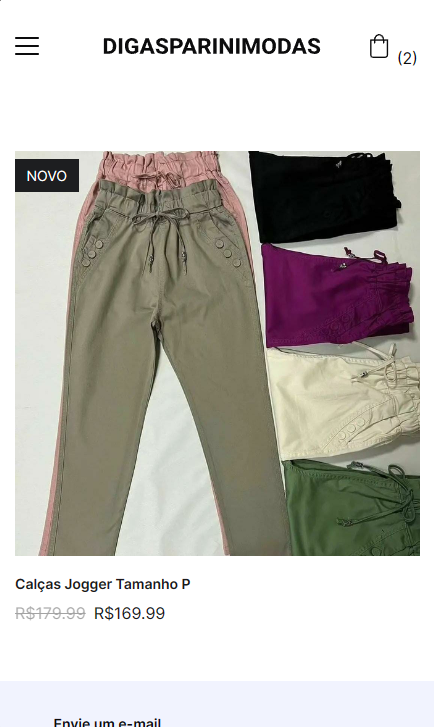 DIGASPARINIMODAS
(2)
NOVO
Calças Jogger Tamanho P
R$179.99 R$169.99
Envie um e-mail